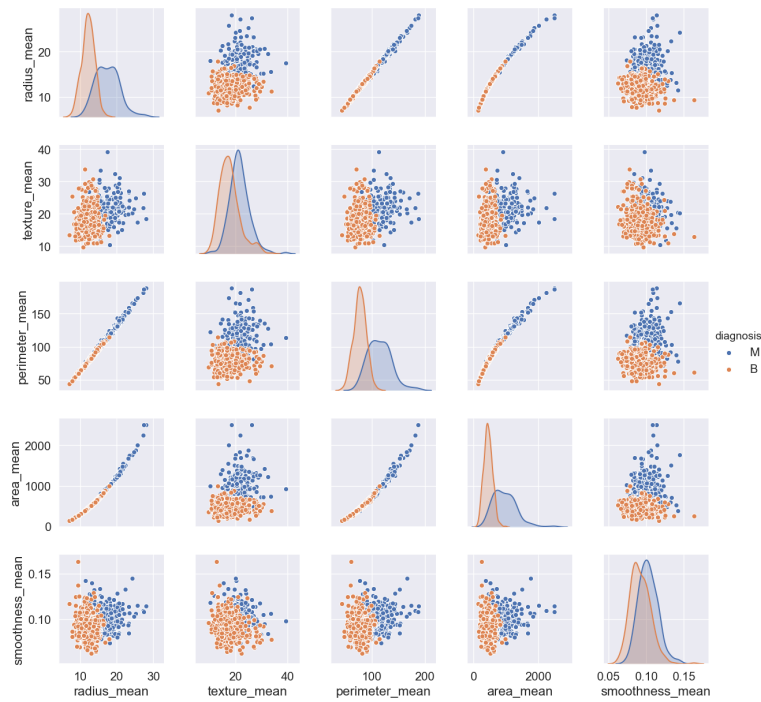 radius_mean
20
10
texture_mean
40
30
20
10
perimeter_mean
150
100
50
diagnosis
M
B
area_mean
2000
1000
0
smoothness_mean
0.15
0.10
10 20 30
20 40
100 200
0 2000
0.05 0.10 0.15
radius_mean
texture_mean
perimeter_mean
area_mean
smoothness_mean